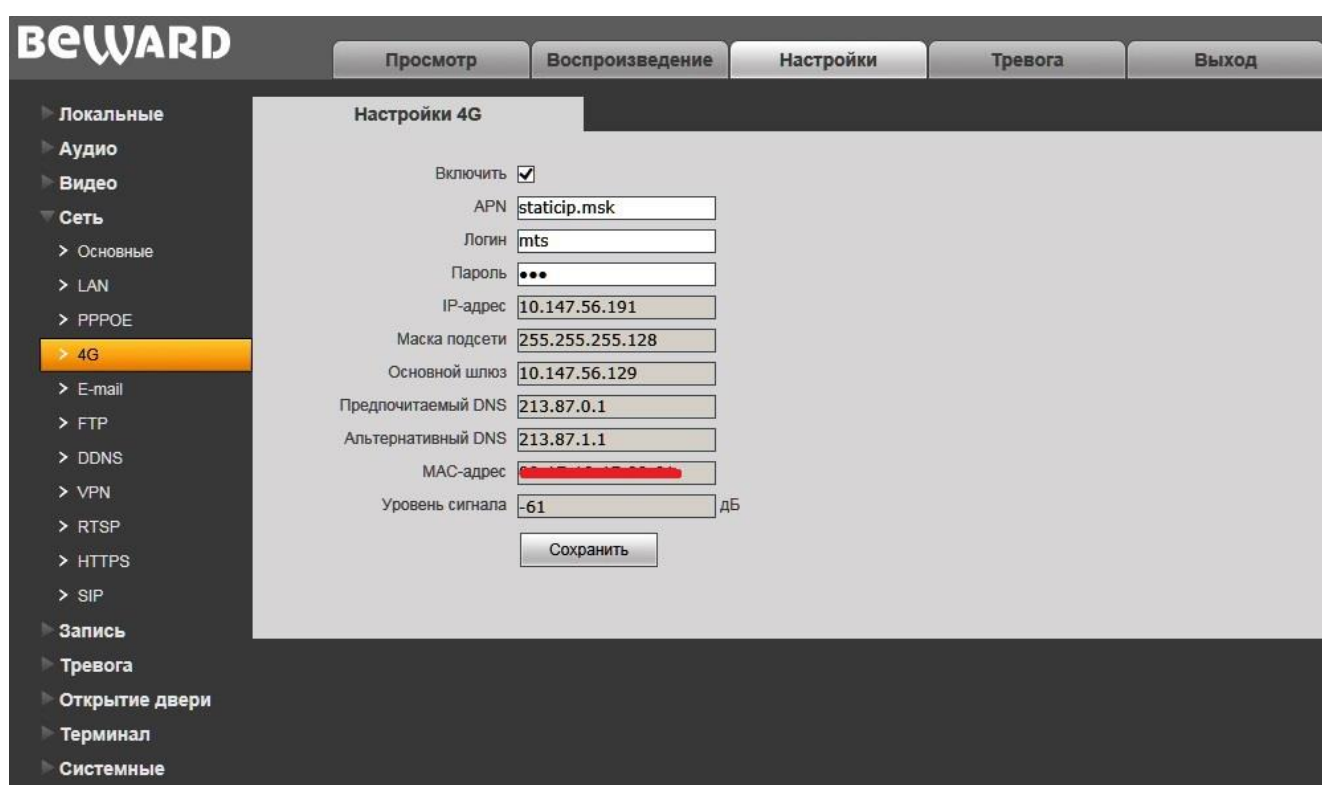 BEWARD
Просмотр Воспроизведение Настройки Тревога Выход
Локальные
Аудио
Видео
Сеть
> Основные
> LAN
> PPPOE
> 4G
> E-mail
> FTP
> DDNS
> VPN
> RTSP
> HTTPS
> SIP
Запись
Тревога
Открытие двери
Терминал
Системные
Настройки 4G
Включить
APN staticip.msk
Логин mts
Пароль •••
IP-адрес 10.147.56.191
Маска подсети 255.255.255.128
Основной шлюз 10.147.56.129
Предпочитаемый DNS 213.87.0.1
Альтернативный DNS 213.87.1.1
MAC-адрес
Уровень сигнала -61 дБ
Сохранить